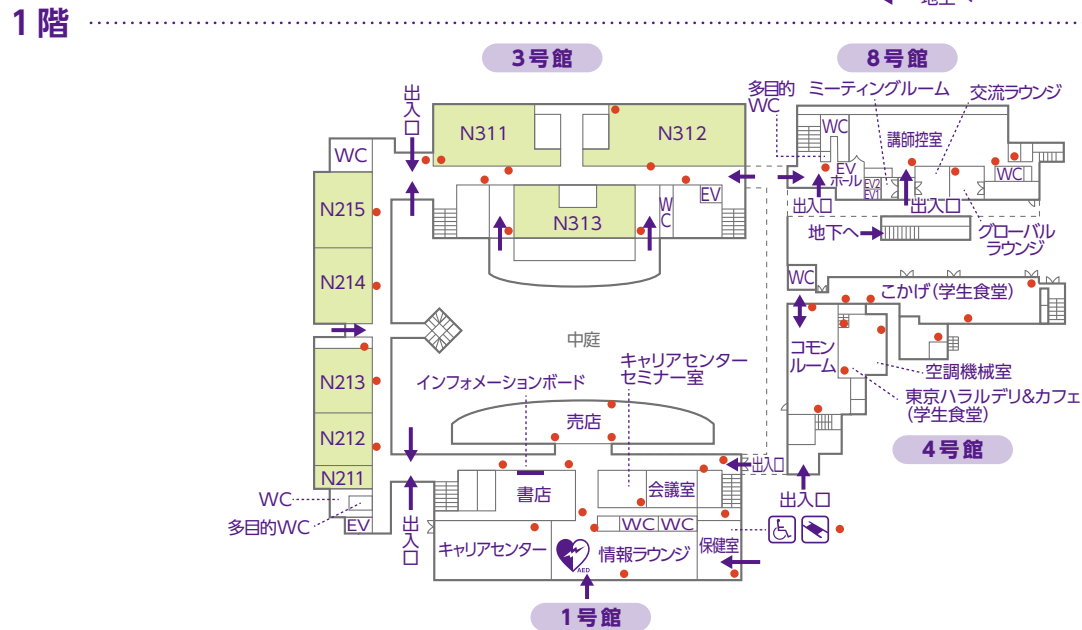 地上へ
1階
3号館
8号館
出入口
N311
N312
N313
WC
EV
WC
N215
N214
N213
N212
N211
WC
多目的WC
EV
出入口
多目的
WC
ミーティングルーム
交流ラウンジ
WC
講師控室
EV
ホール
EV2
EV1
WC
出入口
出入口
地下へ
グローバル
ラウンジ
WC
こかげ(学生食堂)
コモン
ルーム
空調機械室
東京ハラルデリ&カフェ
(学生食堂)
4号館
出入口
中庭
インフォメーションボード
キャリアセンター
セミナー室
売店
出入口
書店
会議室
WC
WC
キャリアセンター
AED
情報ラウンジ
保健室
1号館